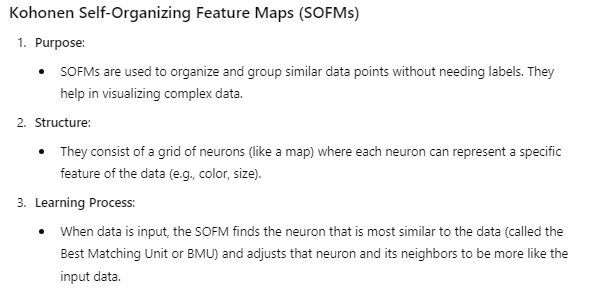 Kohonen Self-Organizing Feature Maps (SOFMs)
1. Purpose:
• SOFMs are used to organize and group similar data points without needing labels. They
help in visualizing complex data.
2. Structure:
• They consist of a grid of neurons (like a map) where each neuron can represent a specific
feature of the data (e.g., color, size).
3. Learning Process:
• When data is input, the SOFM finds the neuron that is most similar to the data (called the
Best Matching Unit or BMU) and adjusts that neuron and its neighbors to be more like the
input data.